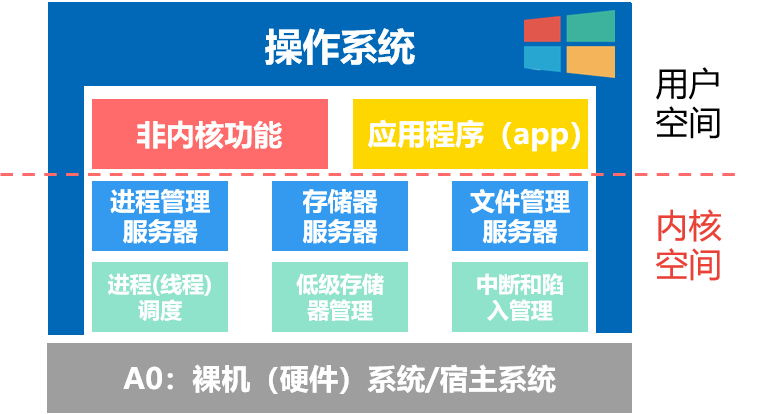 操作系统
非内核功能
应用程序（app）
用户
空间
进程管理
服务器
存储器
服务器
文件管理
服务器
内核
空间
进程(线程)
调度
低级存储
器管理
中断和陷
入管理
A0：裸机（硬件）系统/宿主系统